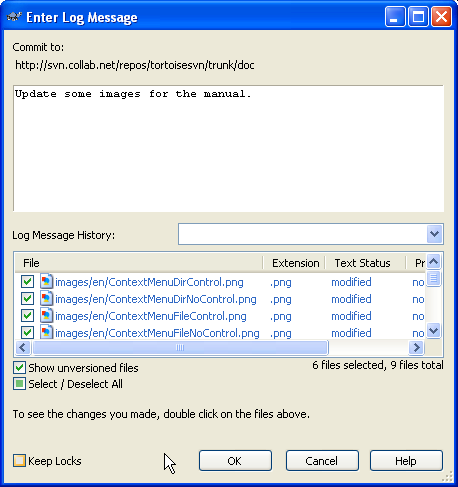 Enter Log Message
Commit to:
http://svn.collab.net/repos/tortoisesvn/trunk/doc
Update some images for the manual.
Log Message History:
File Extension Text Status Pr
images/en/ContextMenuDirControl.png .png modified no
images/en/ContextMenuDirNoControl.png .png modified no
images/en/ContextMenuFileControl.png .png modified no
images/en/ContextMenuFileNoControl.png .png modified no
Show unversioned files 6 files selected, 9 files total
Select / Deselect All
To see the changes you made, double click on the files above.
Keep Locks OK Cancel Help